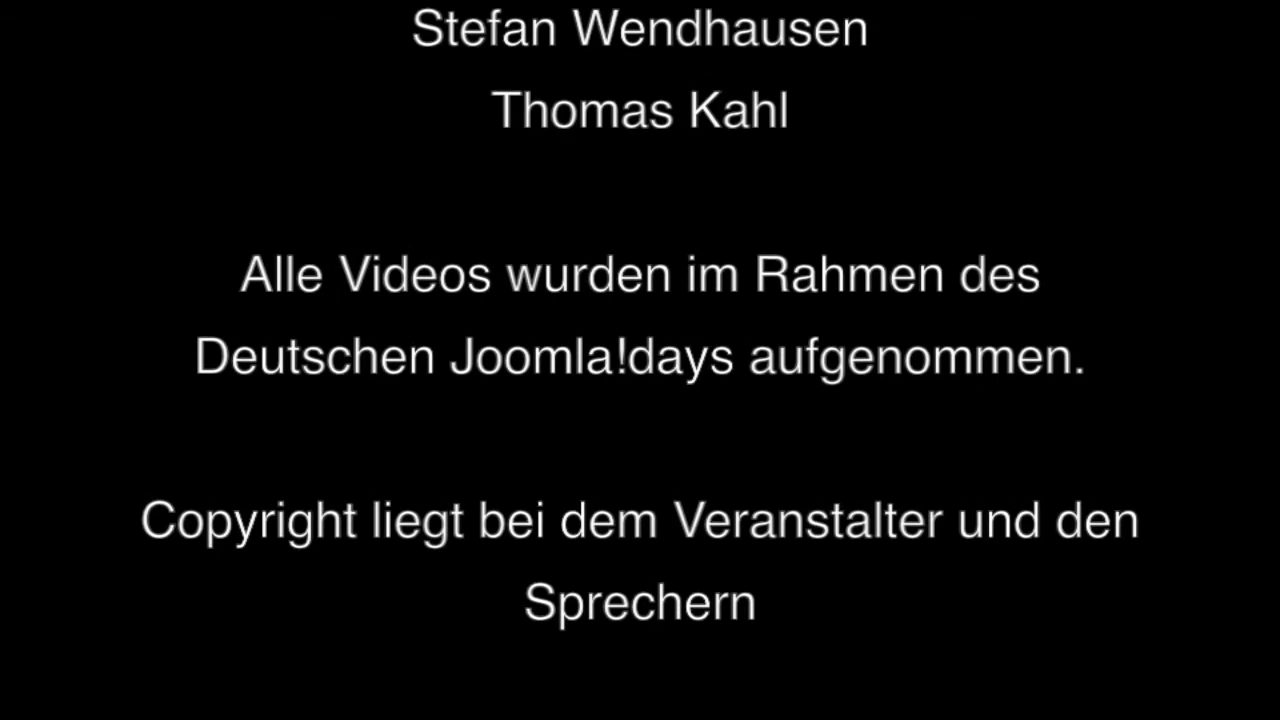 Stefan Wendhausen
Thomas Kahl
Alle Videos wurden im Rahmen des
Deutschen Joomla!days aufgenommen.
Copyright liegt bei dem Veranstalter und den
Sprechern